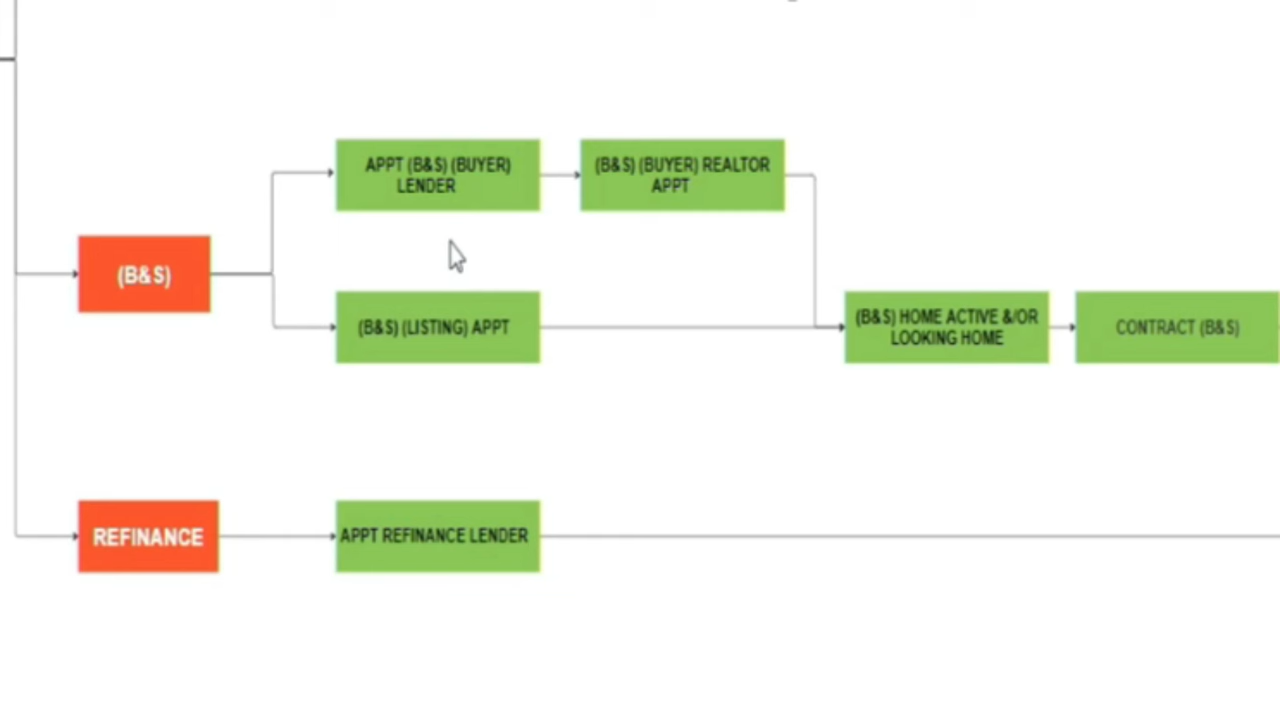 APPT (B&S) (BUYER)
LENDER
(B&S) (BUYER) REALTOR
APPT
(B&S)
(B&S) (LISTING) APPT
(B&S) HOME ACTIVE &/OR
LOOKING HOME
CONTRACT (B&S)
REFINANCE
APPT REFINANCE LENDER